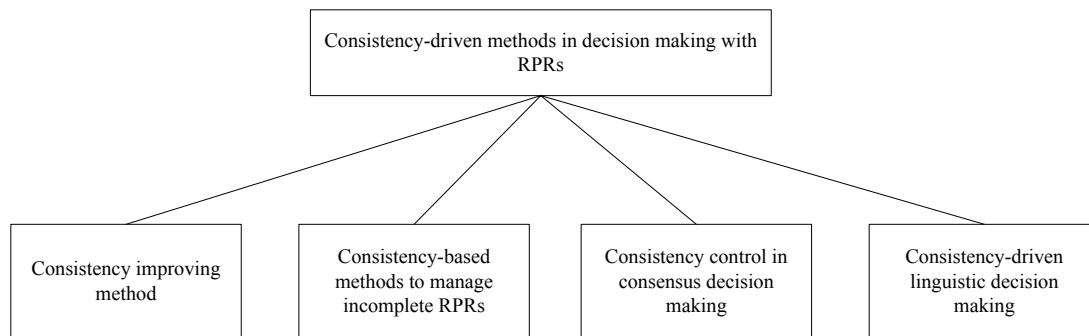 Consistency-driven methods in decision making with
RPRs
Consistency improving
method
Consistency-based
methods to manage
incomplete RPRs
Consistency control in
consensus decision
making
Consistency-driven
linguistic decision
making